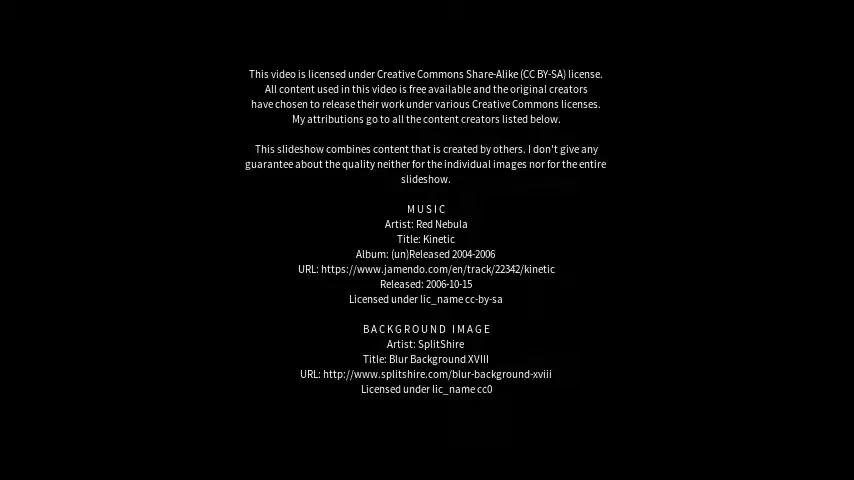 This video is licensed under Creative Commons Share-Alike (CC BY-SA) license.
All content used in this video is free available and the original creators
have chosen to release their work under various Creative Commons licenses.
My attributions go to all the content creators listed below.
This slideshow combines content that is created by others. I don't give any
guarantee about the quality neither for the individual images nor for the entire
slideshow.
MUSIC
Artist: Red Nebula
Title: Kinetic
Album: (un)Released 2004-2006
URL: https://www.jamendo.com/en/track/22342/kinetic
Released: 2006-10-15
Licensed under lic_name cc-by-sa
BACKGROUND IMAGE
Artist: SplitShire
Title: Blur Background XVIII
URL: http://www.splitshire.com/blur-background-xviii
Licensed under lic_name cc0